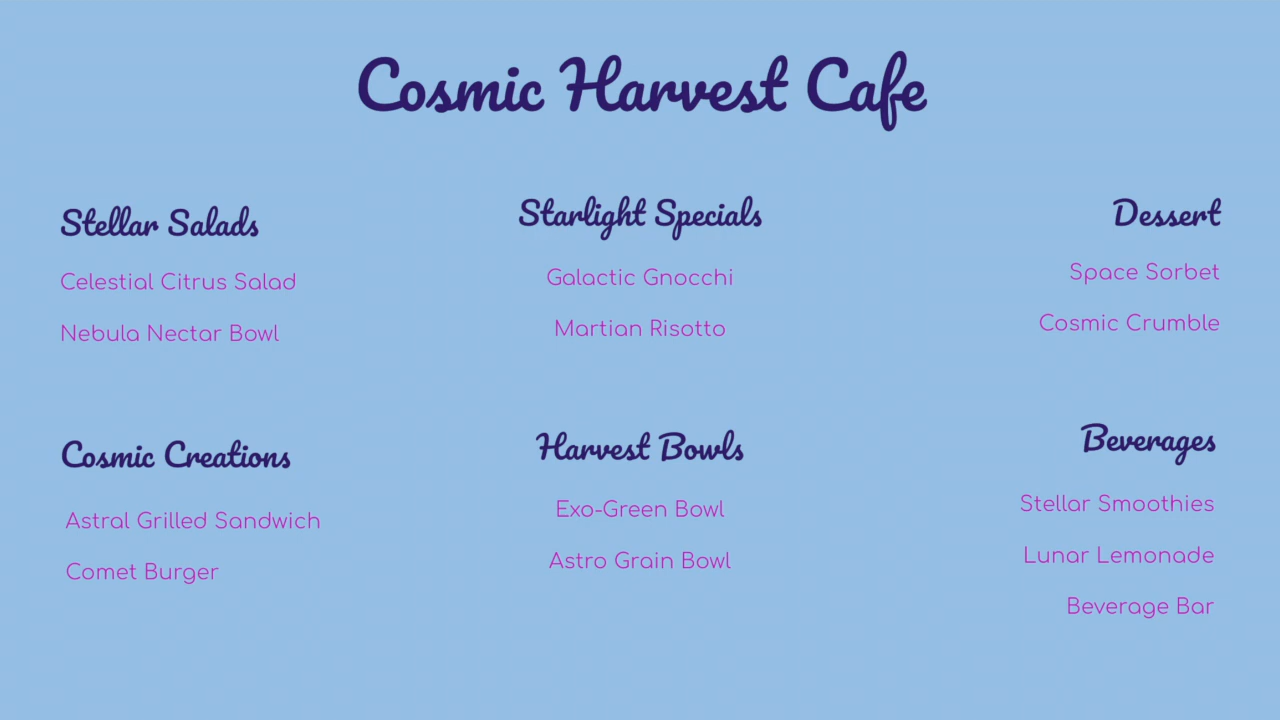 Cosmic Harvest Cafe
Stellar Salads
Celestial Citrus Salad
Nebula Nectar Bowl
Starlight Specials
Galactic Gnocchi
Martian Risotto
Dessert
Space Sorbet
Cosmic Crumble
Cosmic Creations
Astral Grilled Sandwich
Comet Burger
Harvest Bowls
Exo-Green Bowl
Astro Grain Bowl
Beverages
Stellar Smoothies
Lunar Lemonade
Beverage Bar